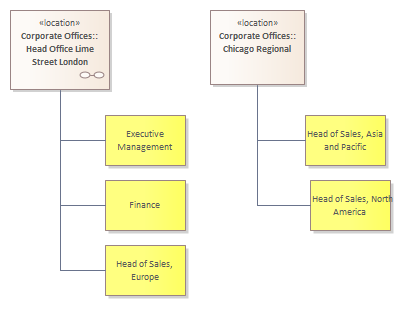 «location»
Corporate Offices::
Head Office Lime
Street London
Executive
Management
Finance
Head of Sales,
Europe
«location»
Corporate Offices::
Chicago Regional
Head of Sales, Asia
and Pacific
Head of Sales, North
America